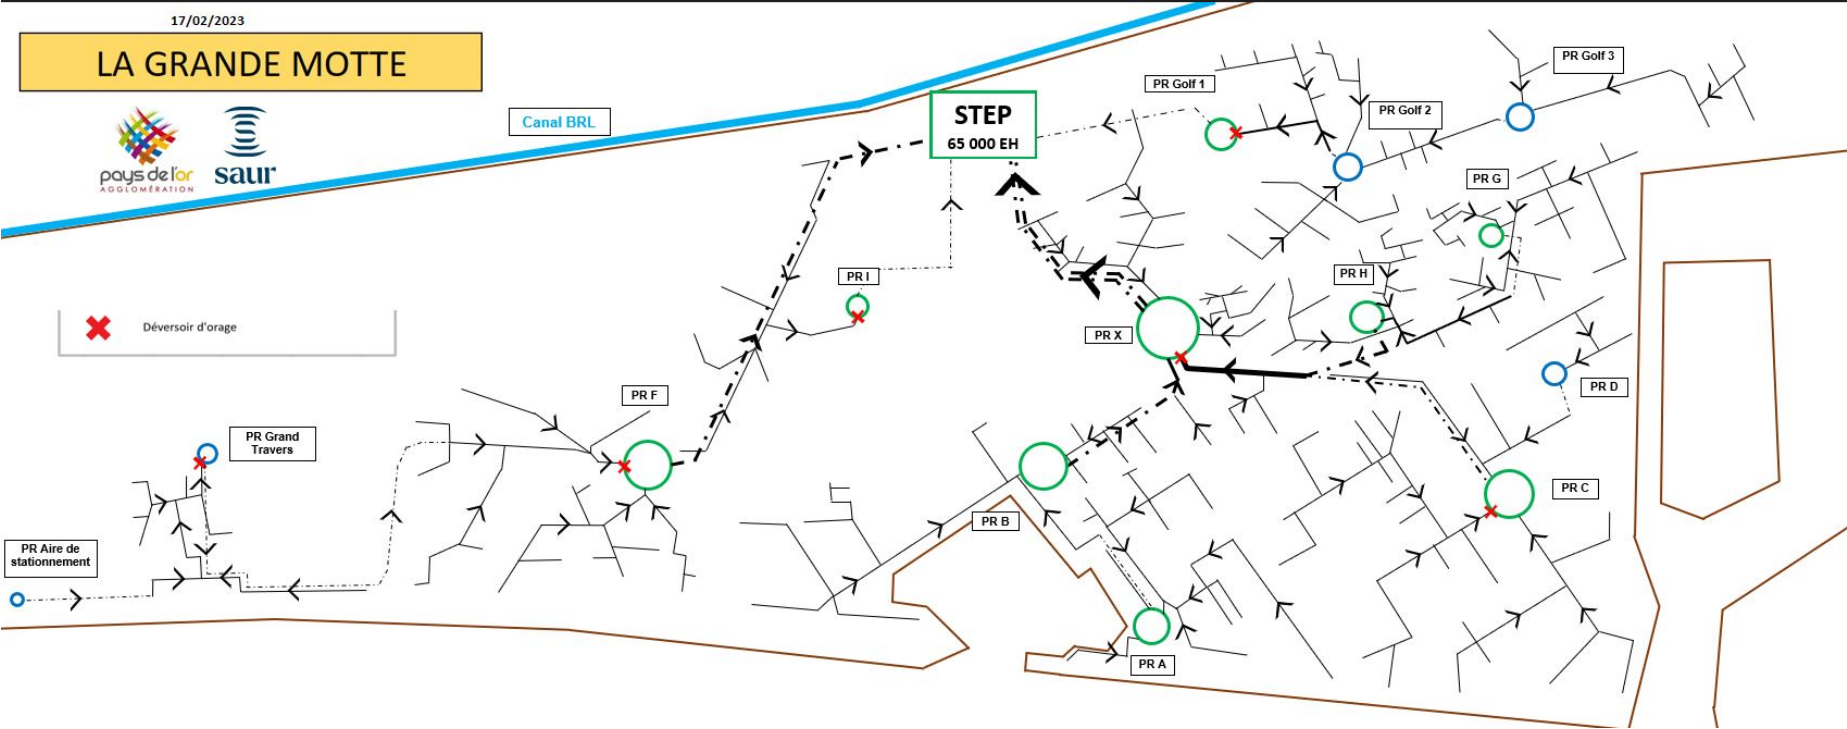 17/02/2023
LA GRANDE MOTTE
pays de l'or
AGGLOMÉRATION
saur
Canal BRL
STEP
65 000 EH
PR Golf 1
PR Golf 2
PR Golf 3
PR G
PR H
PR I
PR X
Déversoir d'orage
PR D
PR F
PR Grand
Travers
PR C
PR B
PR Aire de
stationnement
PR A